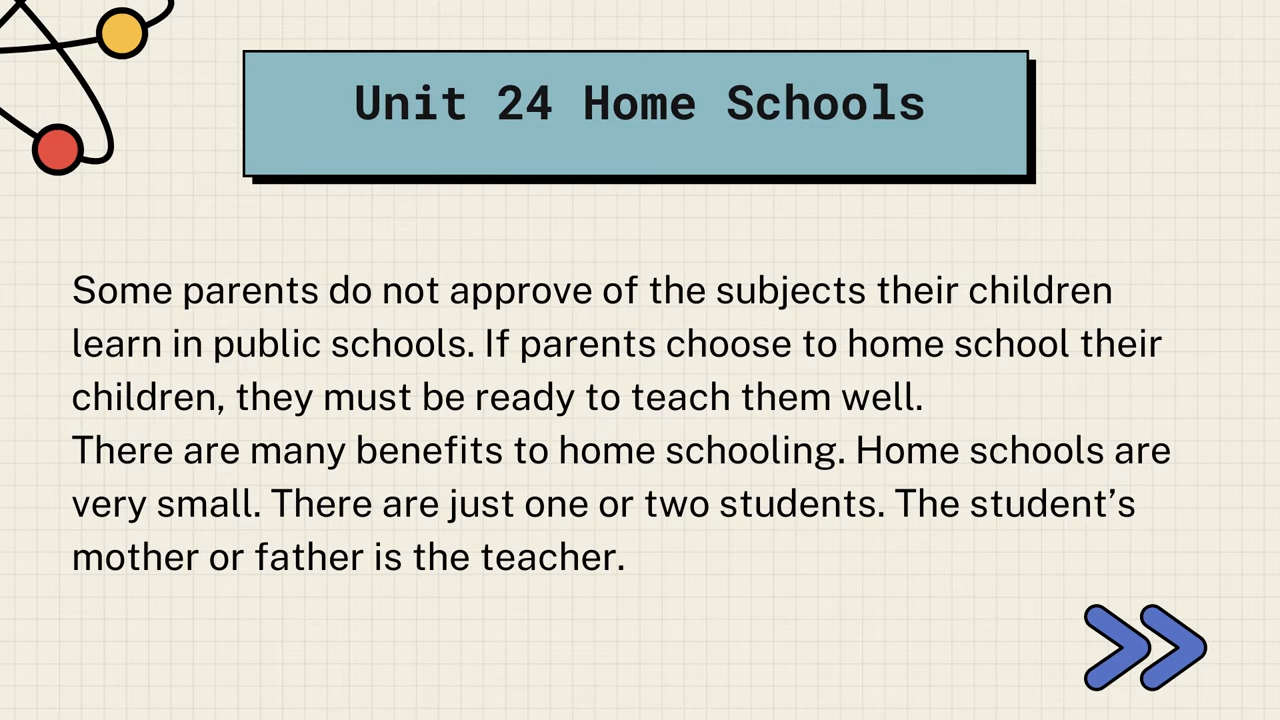 Unit 24 Home Schools
Some parents do not approve of the subjects their children
learn in public schools. If parents choose to home school their
children, they must be ready to teach them well.
There are many benefits to home schooling. Home schools are
very small. There are just one or two students. The student’s
mother or father is the teacher.